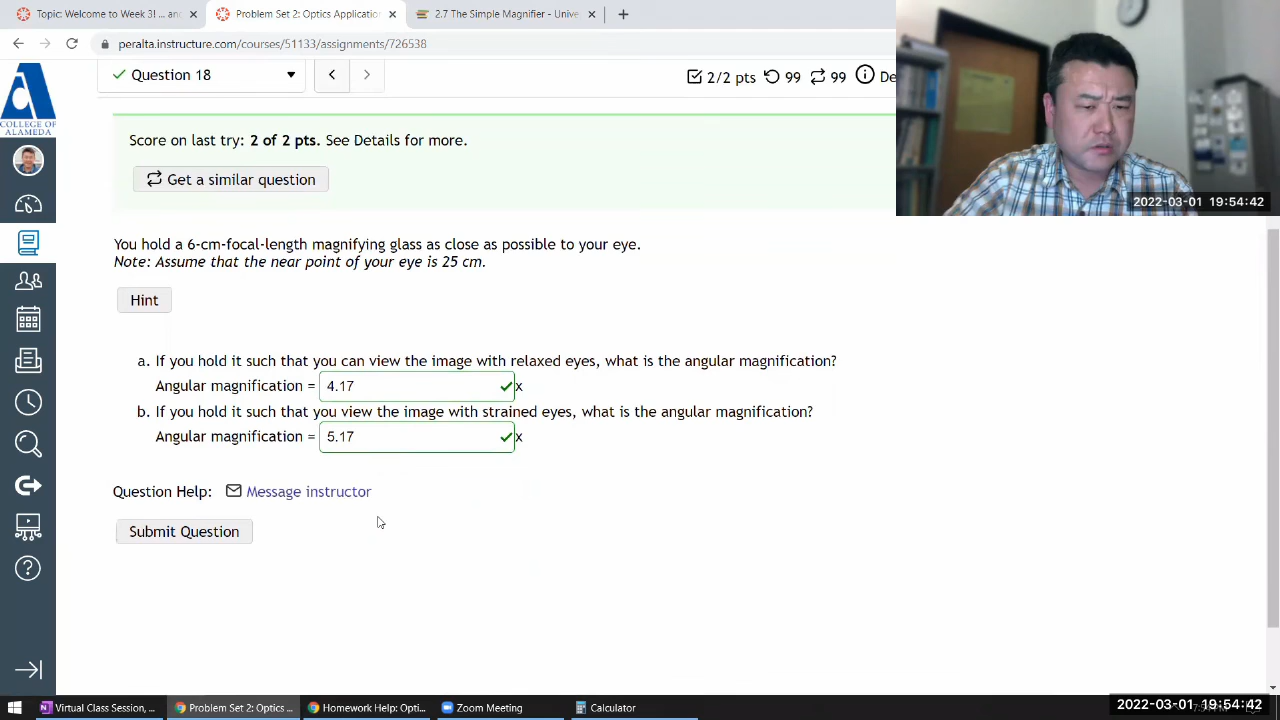 Topic: Welcome to Week 3! ... and
Problem Set 2: Optics Application
2.7 The Simple Magnifier - Unive
peralta.instructure.com/courses/51133/assignments/726538
COLLEGE OF
ALAMEDA
Question 18
2/2 pts
99
99
De
Score on last try: 2 of 2 pts. See Details for more.
Get a similar question
2022-03-01 19:54:42
You hold a 6-cm-focal-length magnifying glass as close as possible to your eye.
Note: Assume that the near point of your eye is 25 cm.
Hint
a. If you hold it such that you can view the image with relaxed eyes, what is the angular magnification?
Angular magnification = 4.17 x
b. If you hold it such that you view the image with strained eyes, what is the angular magnification?
Angular magnification = 5.17 x
Question Help: Message instructor
Submit Question
Virtual Class Session, ...
Problem Set 2: Optics ...
Homework Help: Opti...
Zoom Meeting
Calculator
2022-03-01 19:54:42